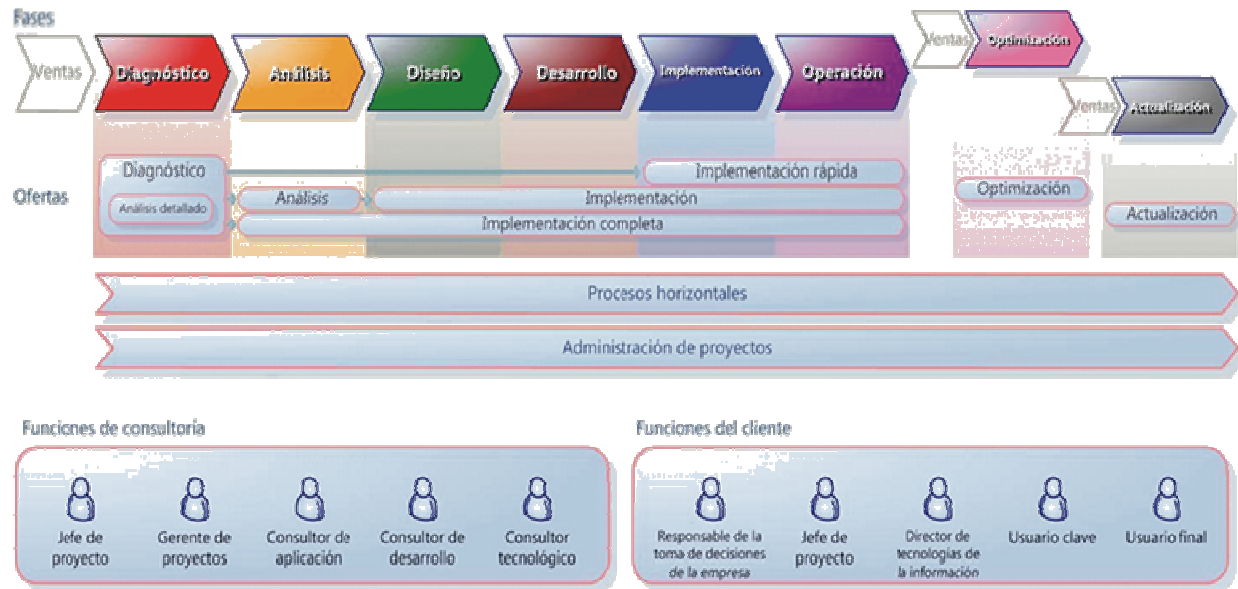 Fases
Ventas
Diagnóstico
Análisis
Diseño
Desarrollo
Implementación
Operación
Ventas
Optimización
Ventas
Actualización
Ofertas
Diagnóstico
Análisis detallado
Implementación rápida
Análisis
Implementación
Implementación completa
Optimización
Actualización
Procesos horizontales
Administración de proyectos
Funciones de consultoría
Jefe de
proyecto
Gerente de
proyectos
Consultor de
aplicación
Consultor de
desarrollo
Consultor
tecnológico
Funciones del cliente
Responsable de la
toma de decisiones
de la empresa
Jefe de
proyecto
Director de
tecnologías de
la información
Usuario clave
Usuario final